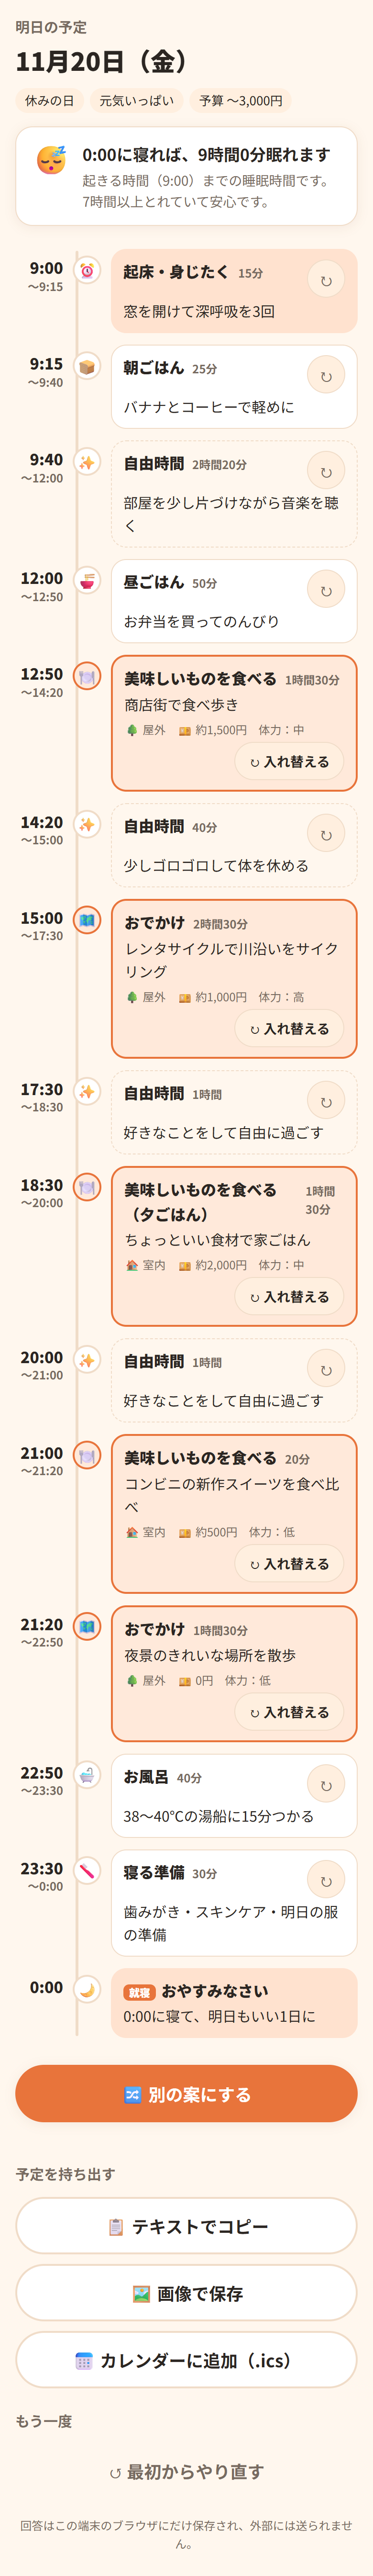 明日の予定
11月20日（金）
休みの日 元気いっぱい 予算 〜3,000円
0:00に寝れば、9時間0分眠れます
起きる時間（9:00）までの睡眠時間です。
7時間以上とれていて安心です。
9:00
〜9:15
起床・身じたく 15分
↻
窓を開けて深呼吸を3回
9:15
〜9:40
朝ごはん 25分
↻
バナナとコーヒーで軽めに
9:40
〜12:00
自由時間 2時間20分
↻
部屋を少し片づけながら音楽を聴
く
12:00
〜12:50
昼ごはん 50分
↻
お弁当を買ってのんびり
12:50
〜14:20
美味しいものを食べる 1時間30分
商店街で食べ歩き
屋外 約1,500円 体力：中
↻ 入れ替える
14:20
〜15:00
自由時間 40分
↻
少しゴロゴロして体を休める
15:00
〜17:30
おでかけ 2時間30分
レンタサイクルで川沿いをサイク
リング
屋外 約1,000円 体力：高
↻ 入れ替える
17:30
〜18:30
自由時間 1時間
↻
好きなことをして自由に過ごす
18:30
〜20:00
美味しいものを食べる
（夕ごはん）
1時間
30分
ちょっといい食材で家ごはん
室内 約2,000円 体力：中
↻ 入れ替える
20:00
〜21:00
自由時間 1時間
↻
好きなことをして自由に過ごす
21:00
〜21:20
美味しいものを食べる 20分
コンビニの新作スイーツを食べ比
べ
室内 約500円 体力：低
↻ 入れ替える
21:20
〜22:50
おでかけ 1時間30分
夜景のきれいな場所を散歩
屋外 0円 体力：低
↻ 入れ替える
22:50
〜23:30
お風呂 40分
↻
38〜40℃の湯船に15分つかる
23:30
〜0:00
寝る準備 30分
↻
歯みがき・スキンケア・明日の服
の準備
0:00
就寝 おやすみなさい
0:00に寝て、明日もいい1日に
別の案にする
予定を持ち出す
テキストでコピー
画像で保存
カレンダーに追加（.ics）
もう一度
↺ 最初からやり直す
回答はこの端末のブラウザにだけ保存され、外部には送られませ
ん。